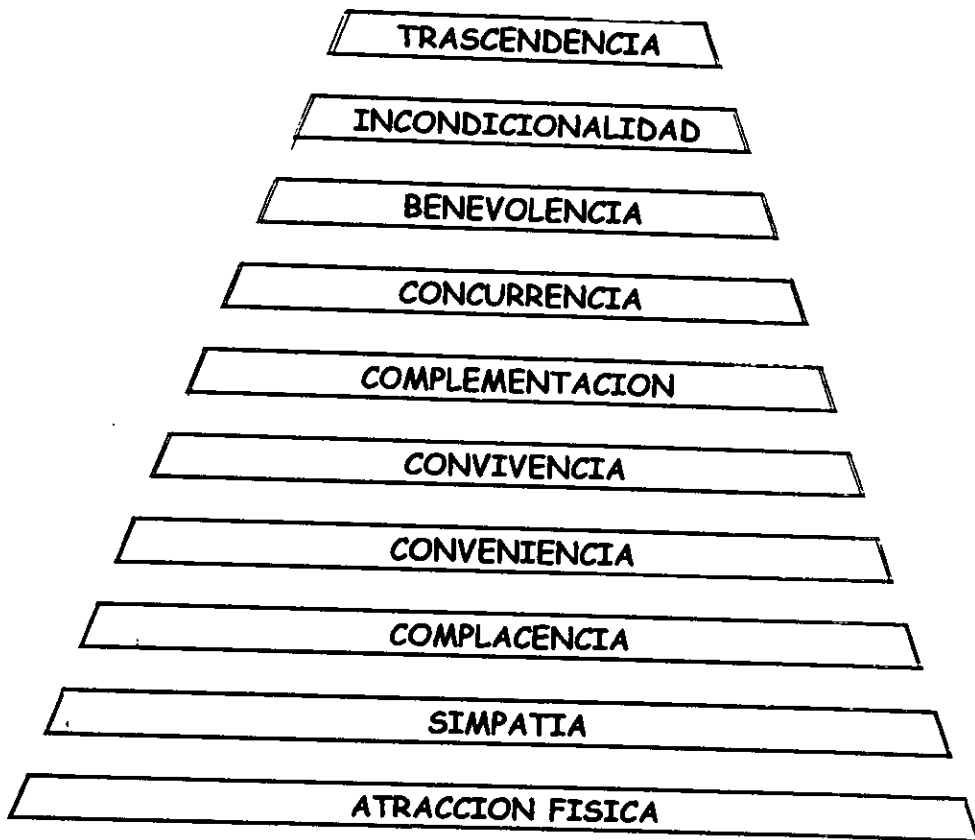 TRASCENDENCIA
INCONDICIONALIDAD
BENEVOLENCIA
CONCURRENCIA
COMPLEMENTACION
CONVIVENCIA
CONVENIENCIA
COMPLACENCIA
SIMPATIA
ATRACCION FISICA